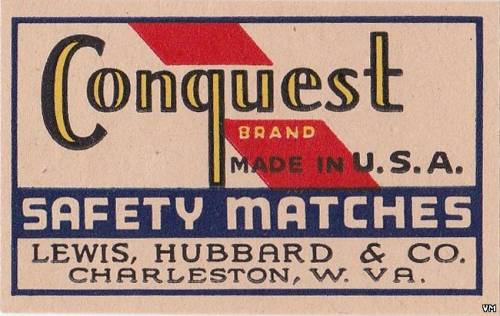 Conquest
BRAND
MADE IN U.S.A.
SAFETY MATCHES
LEWIS, HUBBARD & CO.
CHARLESTON, W. VA.
VM